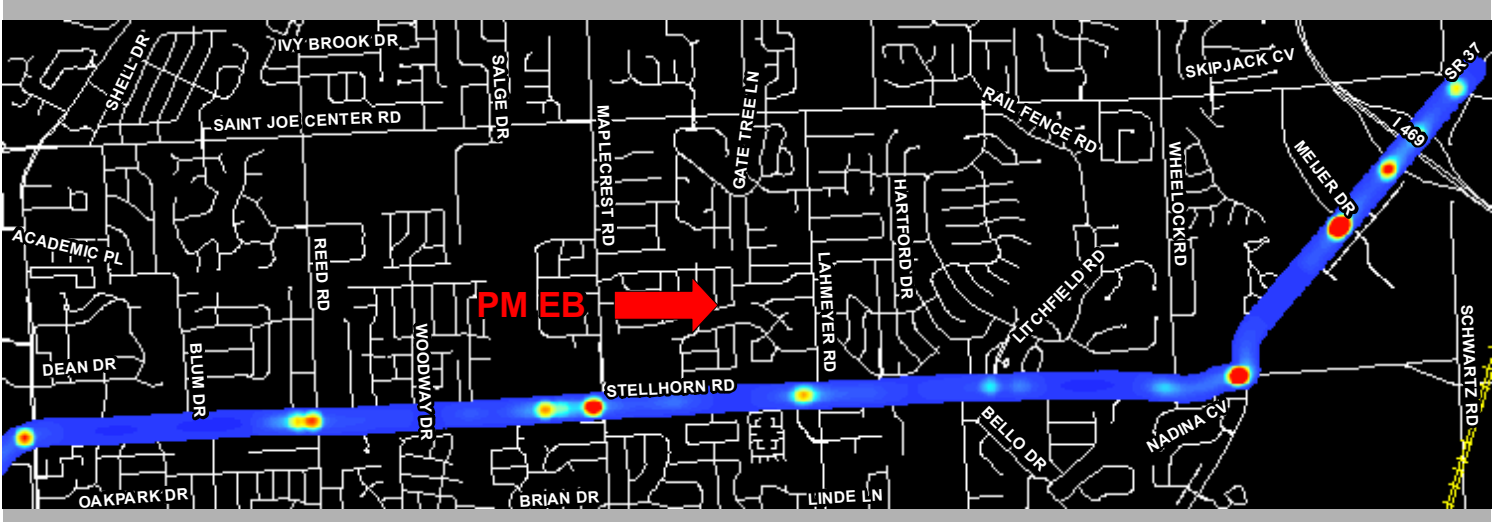 SHELL DR
IVY BROOK DR
SALGE DR
SAINT JOE CENTER RD
MAPLECREST RD
GATE TREE LN
RAIL FENCE RD
SKIPJACK CV
SR 37
I 469
MEIJER DR
WHEELOCK RD
HARTFORD DR
ACADEMIC PL
REED RD
LAHMEYER RD
LITCHFIELD RD
PM EB
SCHWARTZ RD
DEAN DR
BLUM DR
WOODWAY DR
STELLHORN RD
BELLO DR
NADINA CV
OAKPARK DR
BRIAN DR
LINDE LN